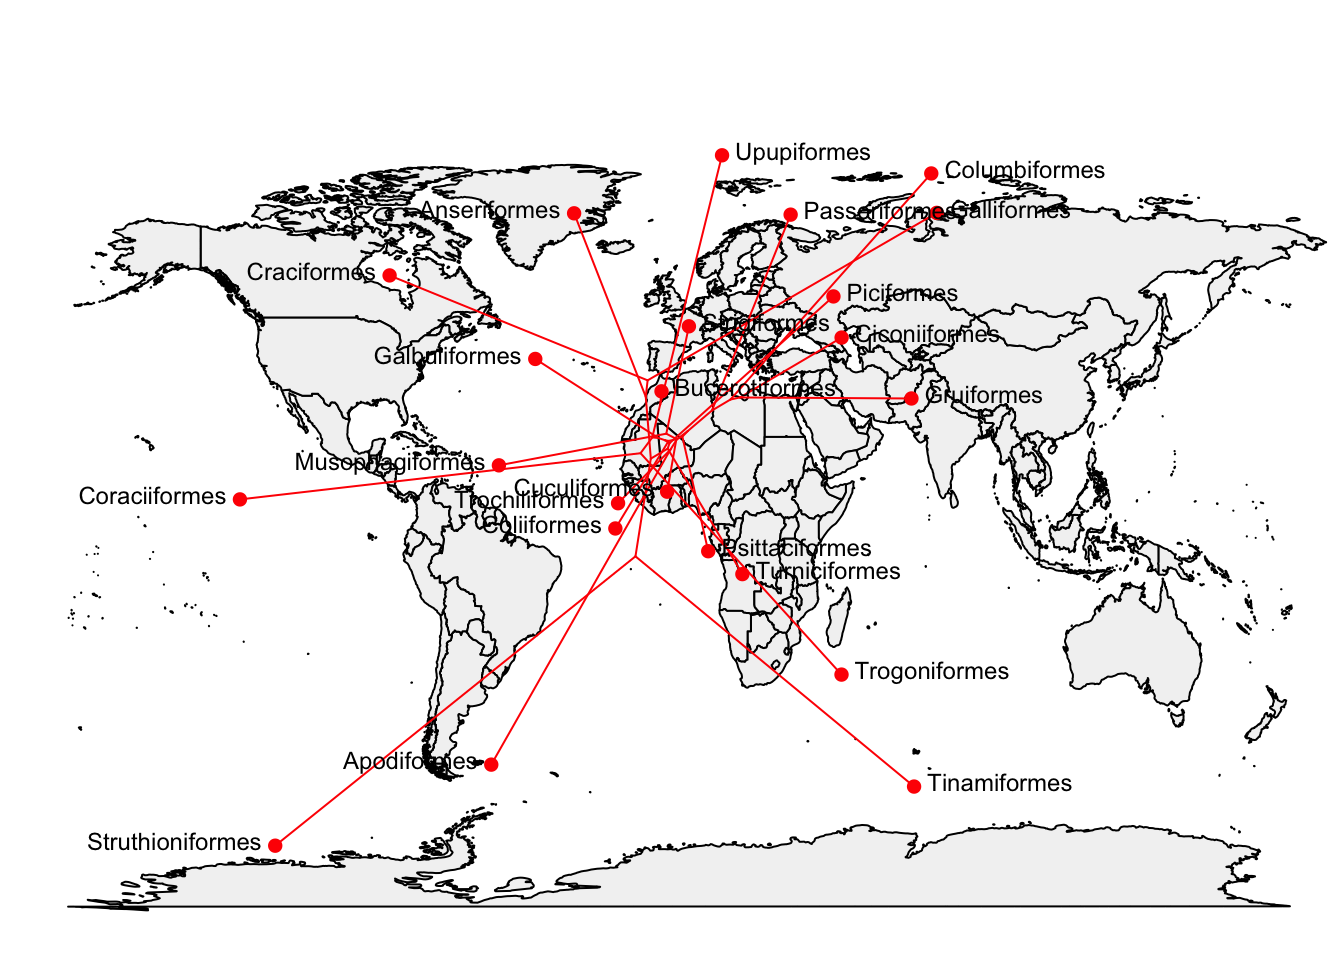 Upupiformes
Columbiformes
Anseriformes
Passeriformes
Galliformes
Craciformes
Piciformes
Strigiformes
Ciconiiformes
Galbuliformes
Bucerotiformes
Gruiformes
Musophagiformes
Cuculiformes
Coraciiformes
Trochiliformes
Coliiformes
Psittaciformes
Turniciformes
Trogoniformes
Apodiformes
Tinamiformes
Struthioniformes